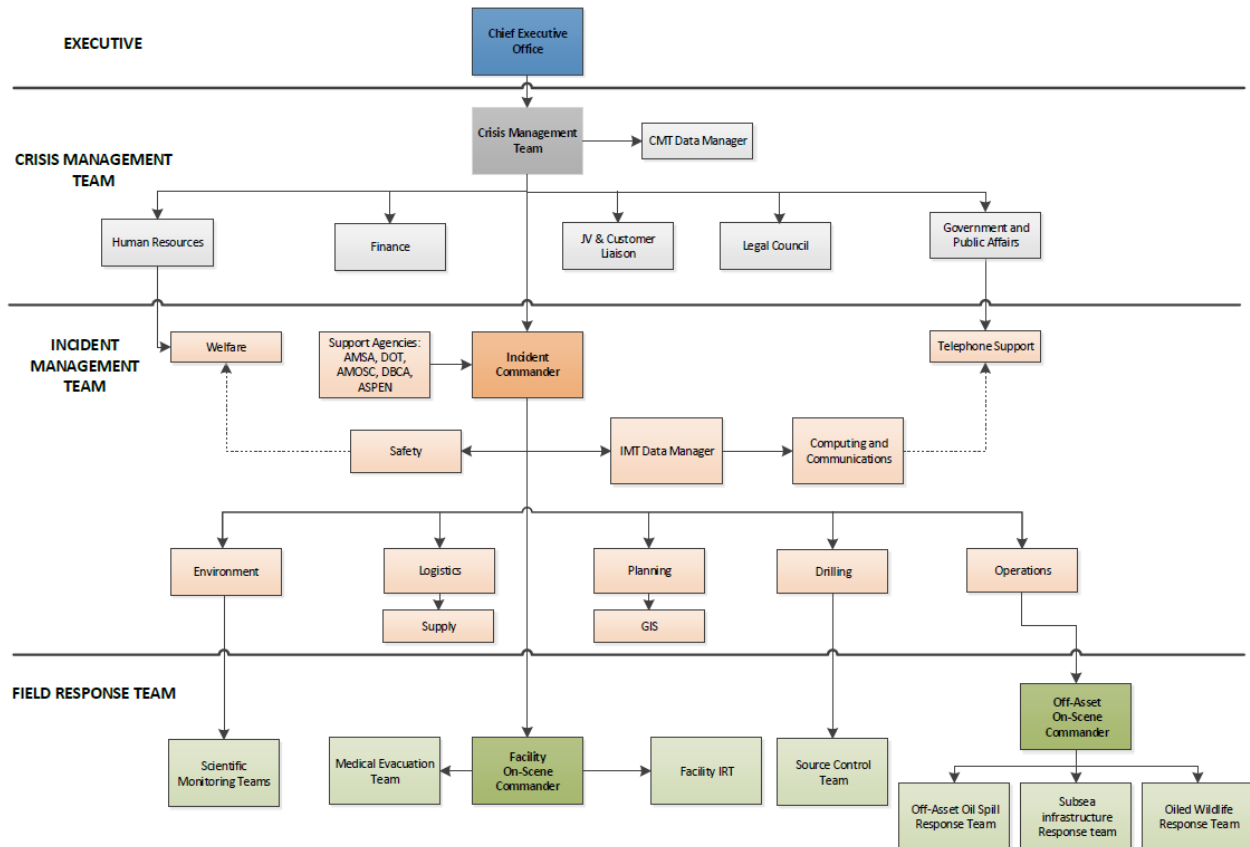 EXECUTIVE
Chief Executive
Office
CRISIS MANAGEMENT
TEAM
Crisis Management
Team
CMT Data Manager
Human Resources
Finance
JV & Customer
Liaison
Legal Council
Government and
Public Affairs
INCIDENT
MANAGEMENT
TEAM
Welfare
Support Agencies:
AMSA, DOT,
AMOSC, DBCA,
ASPEN
Incident
Commander
Telephone Support
Safety
IMT Data Manager
Computing and
Communications
Environment
Logistics
Planning
Drilling
Operations
Supply
GIS
FIELD RESPONSE TEAM
Off-Asset
On-Scene
Commander
Scientific
Monitoring Teams
Medical Evacuation
Team
Facility
On-Scene
Commander
Facility IRT
Source Control
Team
Off-Asset Oil Spill
Response Team
Subsea
infrastructure
Response team
Oiled Wildlife
Response Team